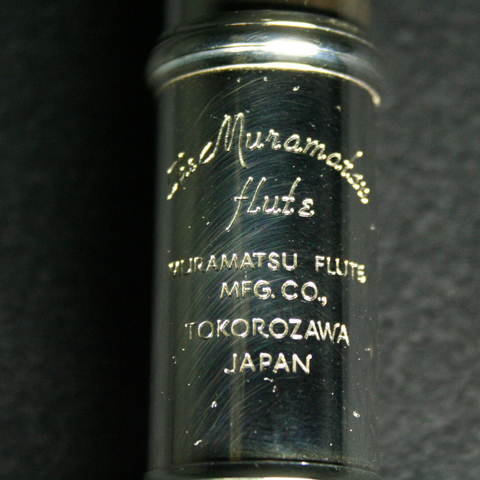 The Muramatsu
flute
MURAMATSU FLUTE
MFG. CO.,
TOKOROZAWA
JAPAN